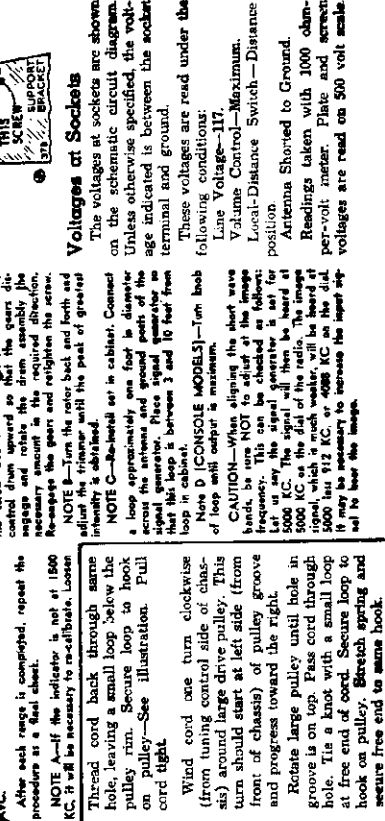 AVC.
After each range is completed, repeat the
procedure as a final check.
NOTE A—If the indicator is not at 1500
KC. it will be necessary to re-calibrate. Loosen
Thread cord back through same
hole, leaving a small loop below the
pulley rim. Secure loop to hook
on pulley—See illustration. Pull
cord tight.
Wind cord one turn clockwise
(from tuning control side of chas-
sis) around large drive pulley. This
turn should start at left side (from
front of chassis) of pulley groove
and progress toward the right.
Rotate large pulley until hole in
groove is on top. Pass cord through
hole. Tie a knot with a small loop
at free end of cord. Secure loop to
hook on pulley. Stretch spring and
secure free end to same hook.
control drum upward so that the gears dis-
engage and rotate the drum assembly the
necessary amount in the required direction.
Re-engage the gears and retighten the screw.
NOTE B—Turn the rotor back and forth and
adjust the trimmer until the peak of greatest
intensity is obtained.
NOTE C—Re-install set in cabinet. Connect
a loop approximately one foot in diameter
across the antenna and ground posts of the
signal generator. Place signal generator so
that this loop is between 3 and 10 feet from
loop in cabinet.
Note D [CONSOLE MODELS]—Turn knob
of loop until output is maximum.
CAUTION—When aligning the short wave
bands, be sure NOT to adjust at the image
frequency. This can be checked as follows:
Let us say the signal generator is set for
5000 KC. The signal will then be heard at
5000 KC on the dial of the radio. The image
signal, which is much weaker, will be heard at
5000 less 912 KC, or 4088 KC on the dial.
It may be necessary to increase the input sig-
nal to hear the image.
THIS
SCREW
SUPPORT
BRACKET
378
Voltages at Sockets
The voltages at sockets are shown
on the schematic circuit diagram.
Unless otherwise specified, the volt-
age indicated is between the socket
terminal and ground.
These voltages are read under the
following conditions:
Line Voltage—117.
Volume Control—Maximum.
Local-Distance Switch—Distance
position
Antenna Shorted to Ground.
Readings taken with 1000 ohm-
per-volt meter. Plate and screen
voltages are read on 500 volt scale.